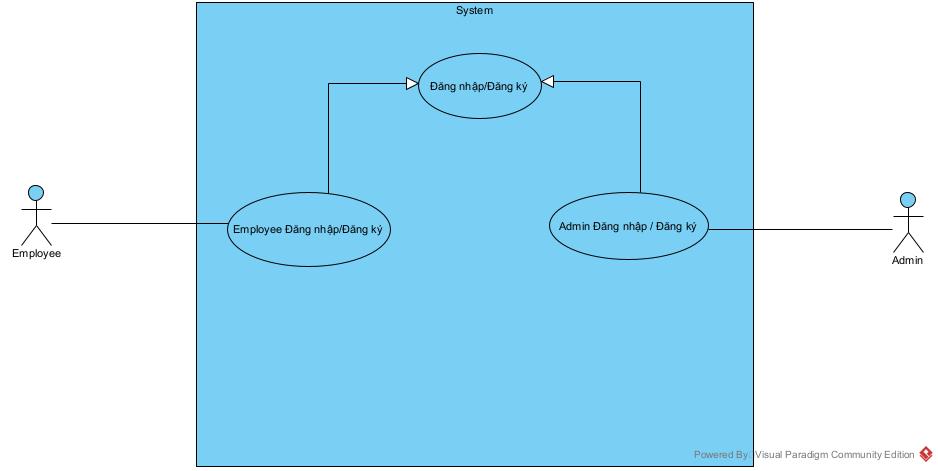 System
Đăng nhập/Đăng ký
Employee Đăng nhập/Đăng ký
Admin Đăng nhập / Đăng ký
Employee
Admin
Powered By: Visual Paradigm Community Edition